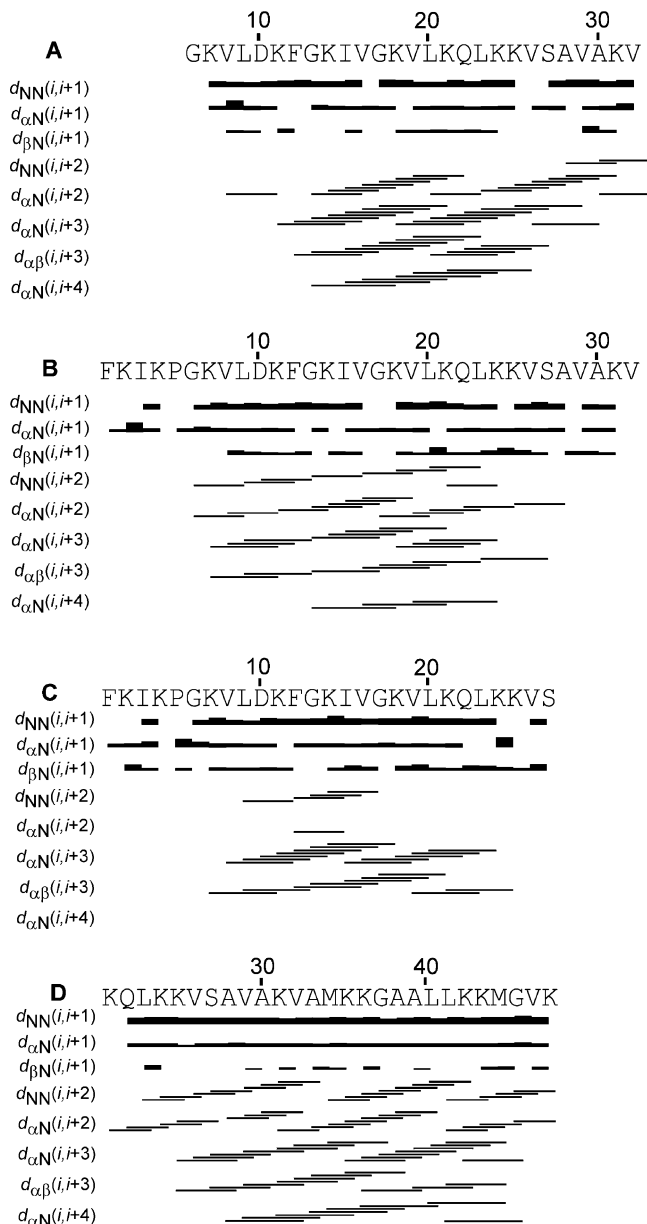 10 20 30
A
GKVLDKFGKIVGKVLKQLKKVSAVAKV
dNN(i,i+1)
dαN(i,i+1)
dβN(i,i+1)
dNN(i,i+2)
dαN(i,i+2)
dαN(i,i+3)
dαβ(i,i+3)
dαN(i,i+4)
B
10 20 30
FKIKPGKVLDKFGKIVGKVLKQLKKVSAVAKV
dNN(i,i+1)
dαN(i,i+1)
dβN(i,i+1)
dNN(i,i+2)
dαN(i,i+2)
dαN(i,i+3)
dαβ(i,i+3)
dαN(i,i+4)
C
10 20
FKIKPGKVLDKFGKIVGKVLKQLKKVS
dNN(i,i+1)
dαN(i,i+1)
dβN(i,i+1)
dNN(i,i+2)
dαN(i,i+2)
dαN(i,i+3)
dαβ(i,i+3)
dαN(i,i+4)
D
30 40
KQLKKVSAVAKVAMKKGAALLKKMGVK
dNN(i,i+1)
dαN(i,i+1)
dβN(i,i+1)
dNN(i,i+2)
dαN(i,i+2)
dαN(i,i+3)
dαβ(i,i+3)
dαN(i,i+4)